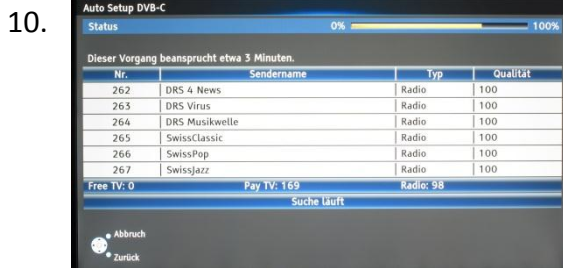 10.
Auto Setup DVB-C
Status 0% 100%
Dieser Vorgang beansprucht etwa 3 Minuten.
Nr. Sendername Typ Qualität
262 DRS 4 News Radio 100
263 DRS Virus Radio 100
264 DRS Musikwelle Radio 100
265 SwissClassic Radio 100
266 SwissPop Radio 100
267 SwissJazz Radio 100
Free TV: 0 Pay TV: 169 Radio: 98
Suche läuft
Abbruch
Zurück